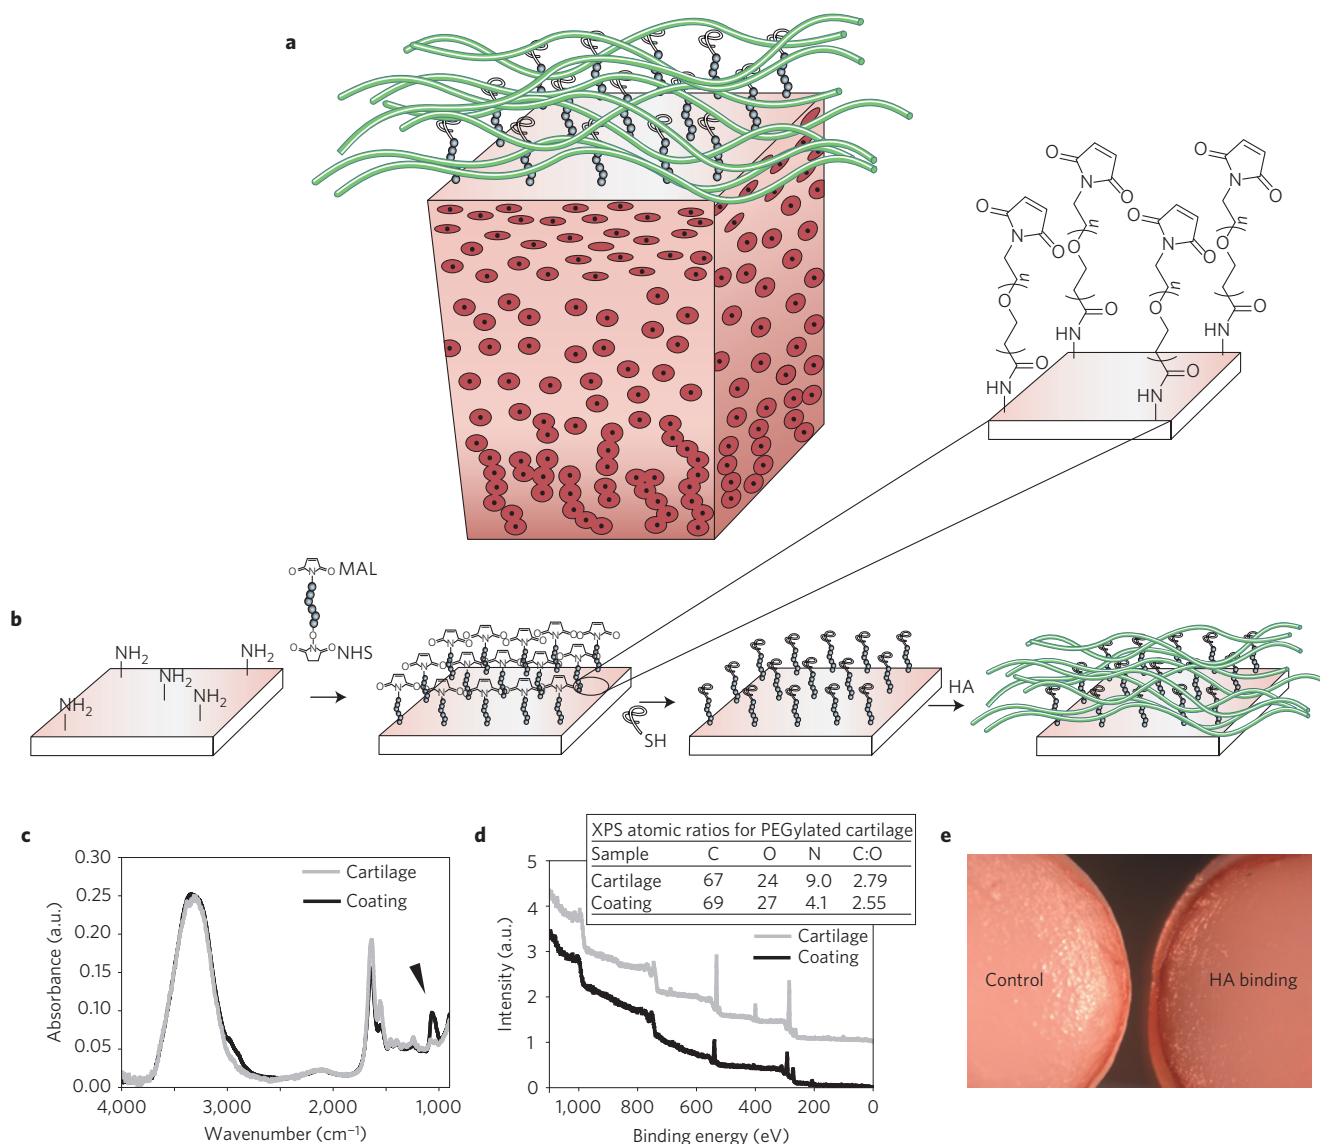 a
O
N
O
n
O
O
HN
O
N
O
n
O
O
HN
O
N
O
n
O
O
HN
O
N
O
n
O
O
HN
b
O
N
O
MAL
O
O
N
O
NHS
NH2
NH2
NH2
NH2
NH2
SH
HA
c
0.30
0.25
0.20
0.15
0.10
0.05
0.00
Absorbance (a.u.)
Cartilage
Coating
4,000 3,000 2,000 1,000
Wavenumber (cm–1)
d
XPS atomic ratios for PEGylated cartilage
Sample C O N C:O
Cartilage 67 24 9.0 2.79
Coating 69 27 4.1 2.55
5
4
3
2
1
0
Intensity (a.u.)
Cartilage
Coating
1,000 800 600 400 200 0
Binding energy (eV)
e
Control
HA binding